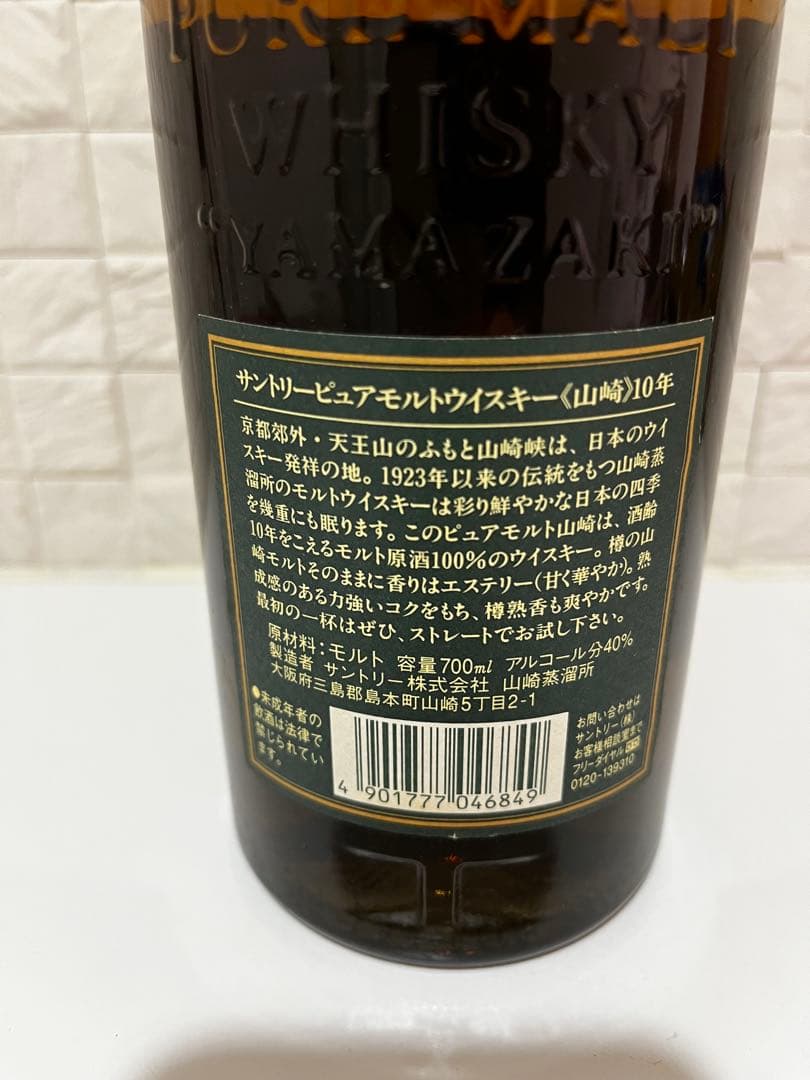 PURE MALT
WHISKY
"YAMAZAKI"
サントリーピュアモルトウイスキー《山崎》10年
京都郊外・天王山のふもと山崎峡は、日本のウイ
スキー発祥の地。1923年以来の伝統をもつ山崎蒸
溜所のモルトウイスキーは彩り鮮やかな日本の四季
を幾重にも眠ります。このピュアモルト山崎は、酒齢
10年をこえるモルト原酒100%のウイスキー。樽の山
崎モルトそのままに香りはエステリー(甘く華やか)。熟
成感のある力強いコクをもち、樽熟香も爽やかです。
最初の一杯はぜひ、ストレートでお試し下さい。
原材料:モルト 容量700ml アルコール分40%
製造者 サントリー株式会社 山崎蒸溜所
大阪府三島郡島本町山崎5丁目2-1
●未成年者の
飲酒は法律で
禁じられてい
ます。
4 901777 046849
お問い合わせは
サントリー(株)
お客様相談室まで
フリーダイヤル
0120-139310